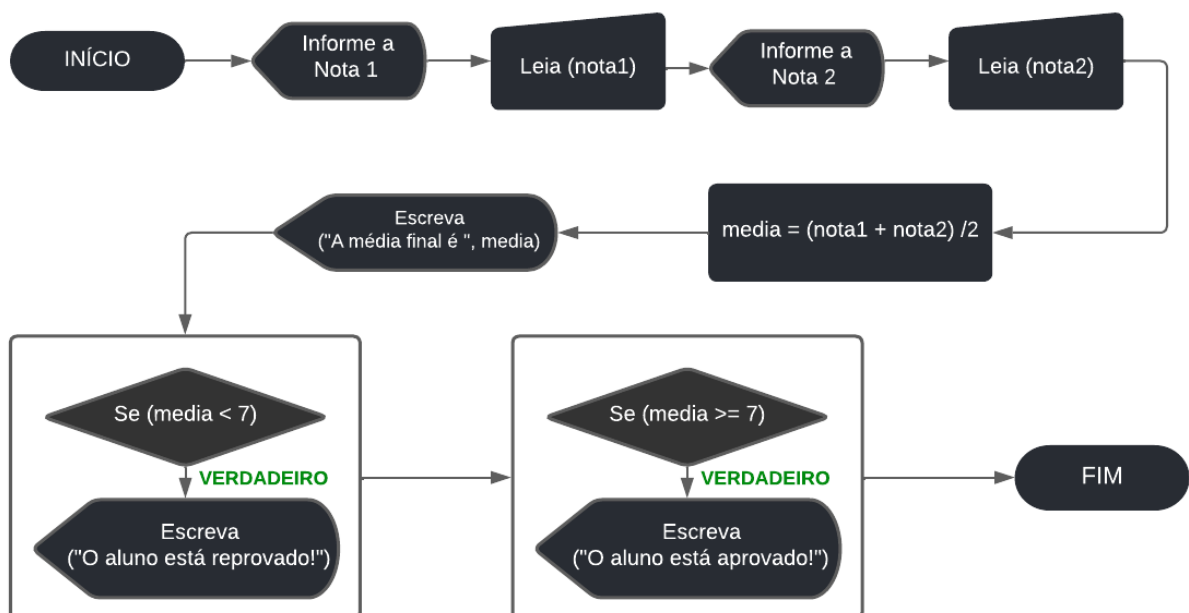 INÍCIO
Informe a
Nota 1
Leia (nota1)
Informe a
Nota 2
Leia (nota2)
media = (nota1 + nota2) /2
Escreva
("A média final é ", media)
Se (media < 7)
VERDADEIRO
Escreva
("O aluno está reprovado!")
Se (media >= 7)
VERDADEIRO
Escreva
("O aluno está aprovado!")
FIM